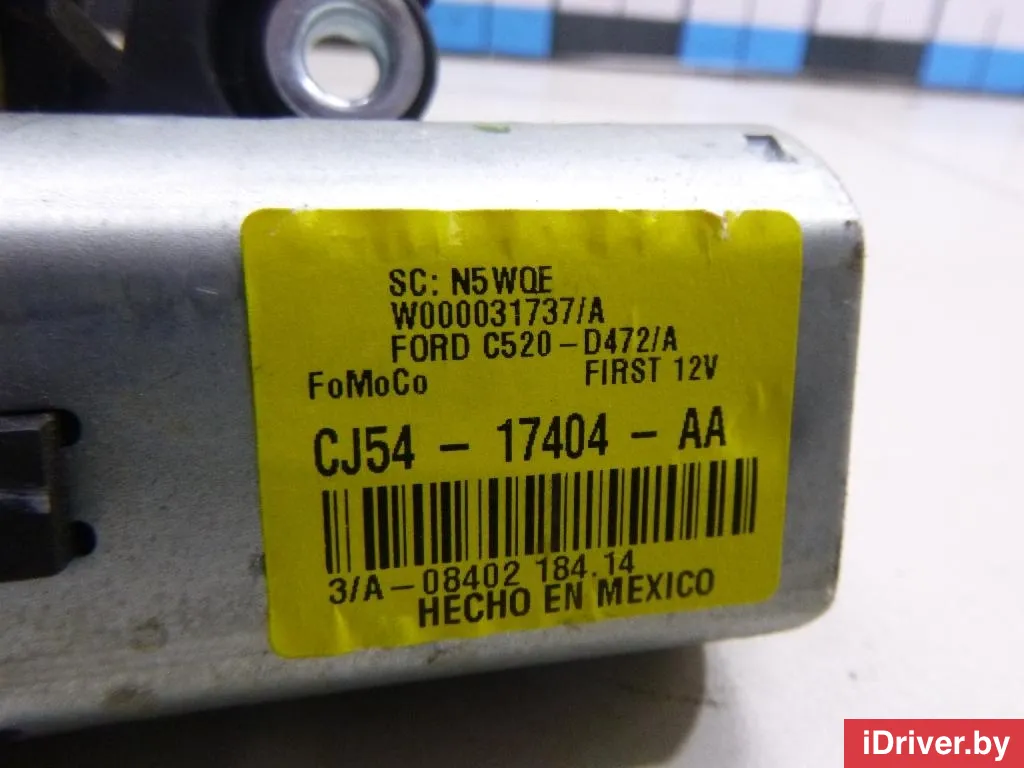 SC: N5WQE
W000031737/A
FORD C520-D472/A
FoMoCo FIRST 12V
CJ54 - 17404 - AA
3/A-08402 184.14
HECHO EN MEXICO
iDriver.by